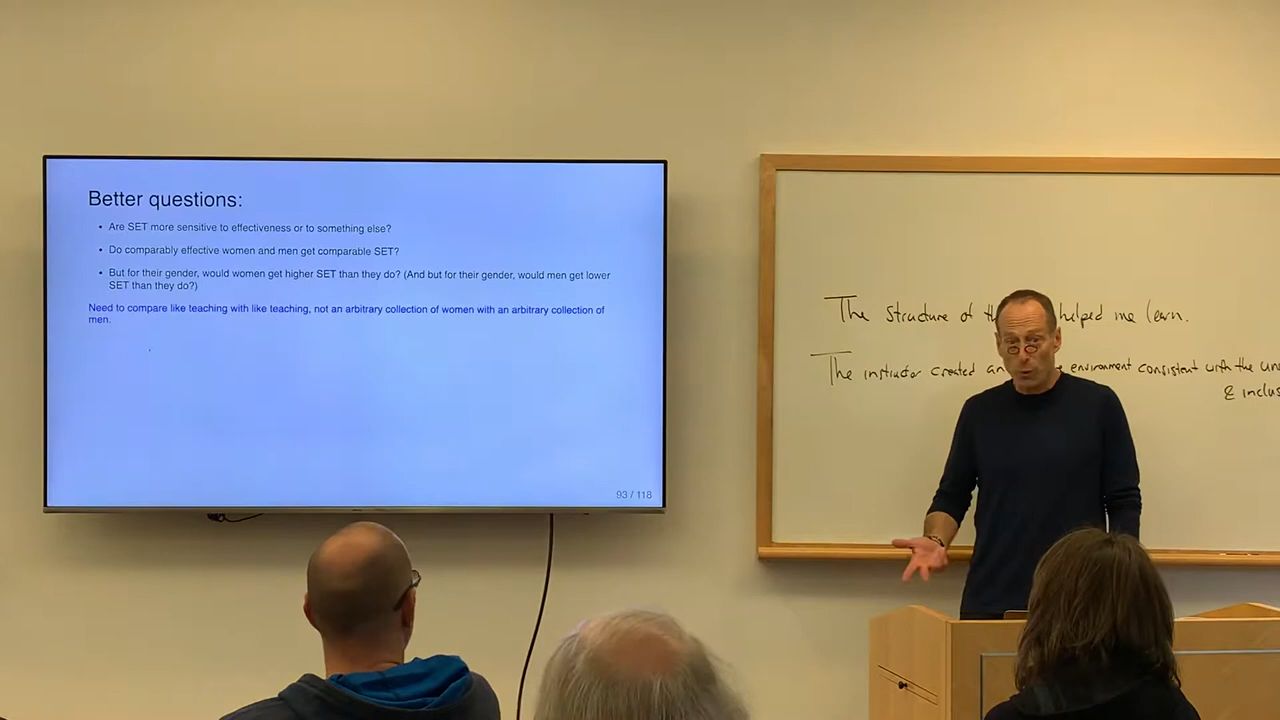 Better questions:
• Are SET more sensitive to effectiveness or to something else?
• Do comparably effective women and men get comparable SET?
• But for their gender, would women get higher SET than they do? (And but for their gender, would men get lower
SET than they do?)
Need to compare like teaching with like teaching, not an arbitrary collection of women with an arbitrary collection of
men.
93 / 118
The structure of th helped me learn.
The instructor created an environment consistent with the un
& inclus